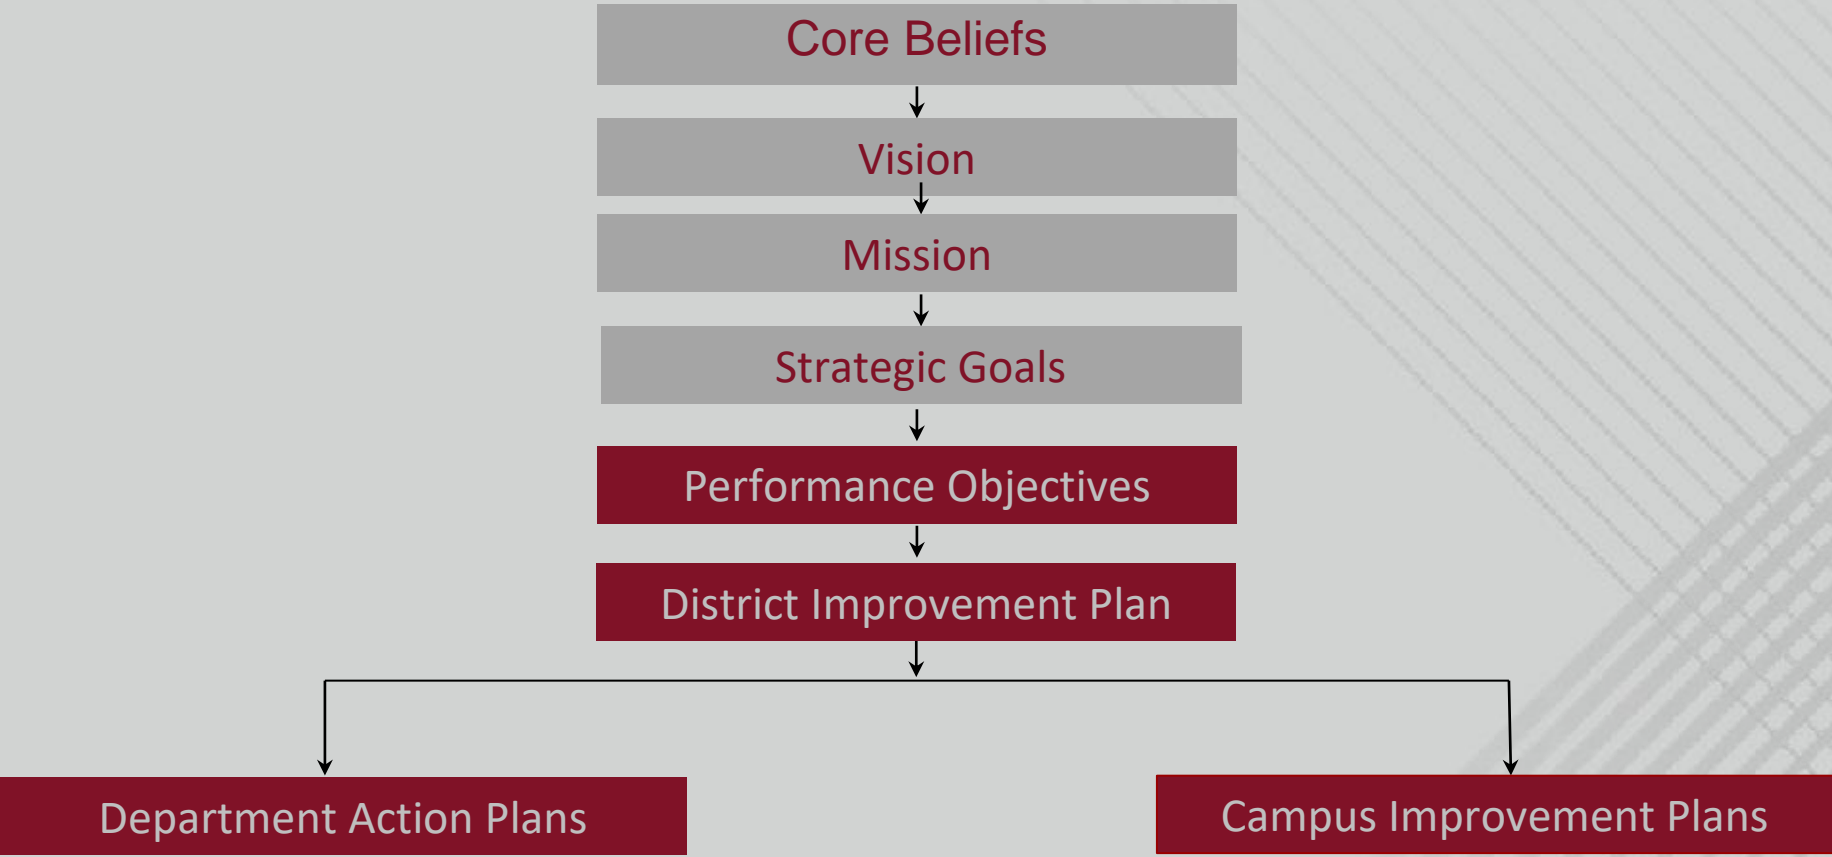 Core Beliefs
Vision
Mission
Strategic Goals
Performance Objectives
District Improvement Plan
Department Action Plans
Campus Improvement Plans